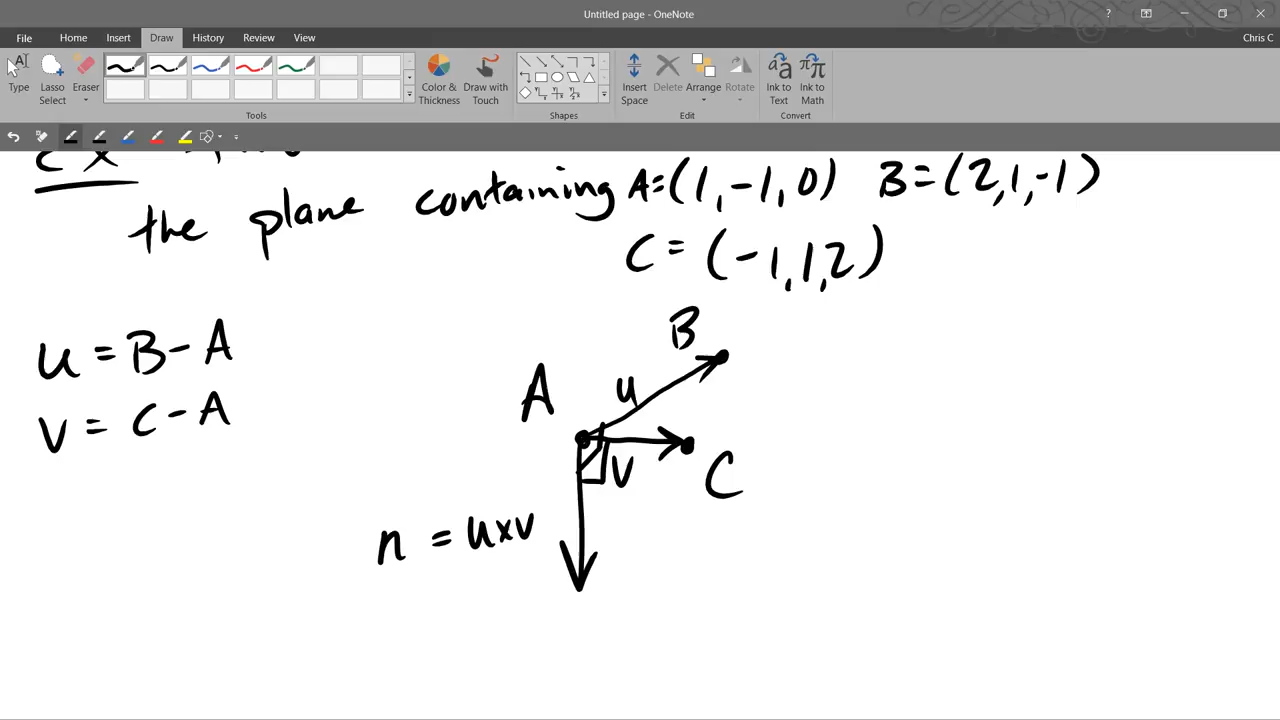 Untitled page - OneNote
?
File Home Insert Draw History Review View
Chris C
Type
Lasso Select
Eraser
Color & Thickness
Draw with Touch
Insert Space
Delete
Arrange
Rotate
Ink to Text
Ink to Math
Tools
Shapes
Edit
Convert
ex
the plane containing A=(1,-1,0) B=(2,1,-1)
C = (-1,1,2)
u = B - A
v = C - A
B
A
u
v
C
n = u×v